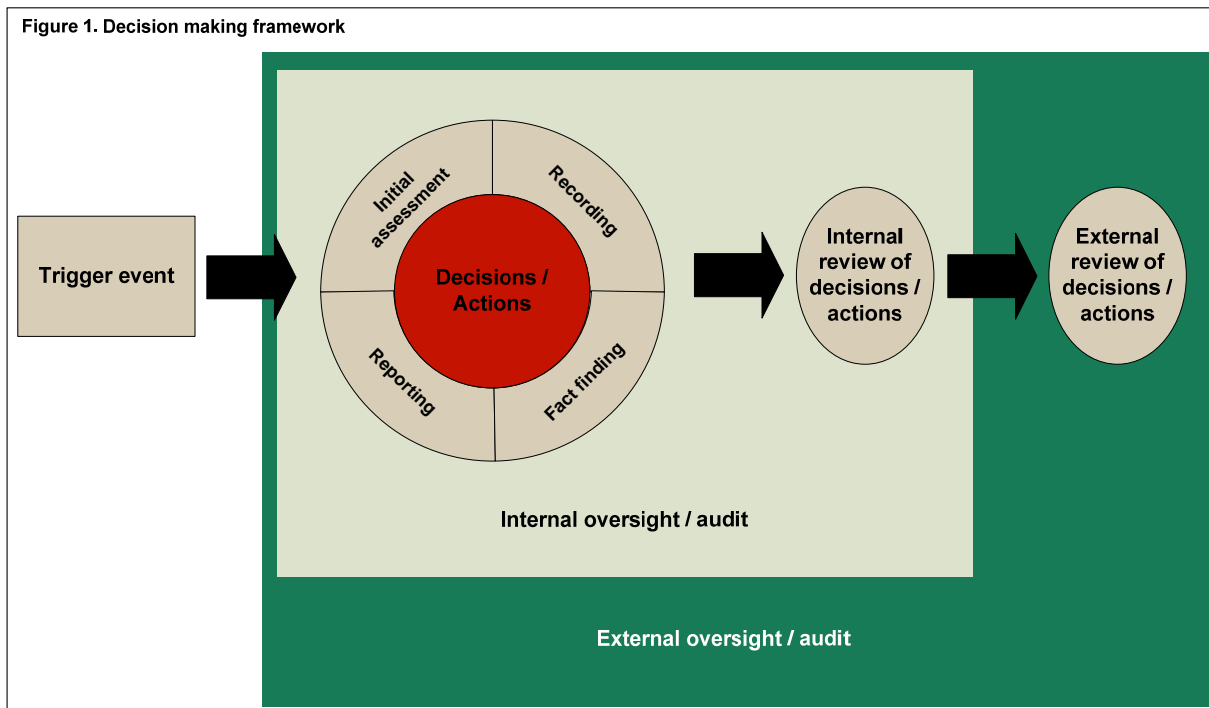 Figure 1. Decision making framework
Trigger event
Initial
assessment
Recording
Decisions /
Actions
Reporting
Fact finding
Internal
review of
decisions /
actions
External
review of
decisions /
actions
Internal oversight / audit
External oversight / audit